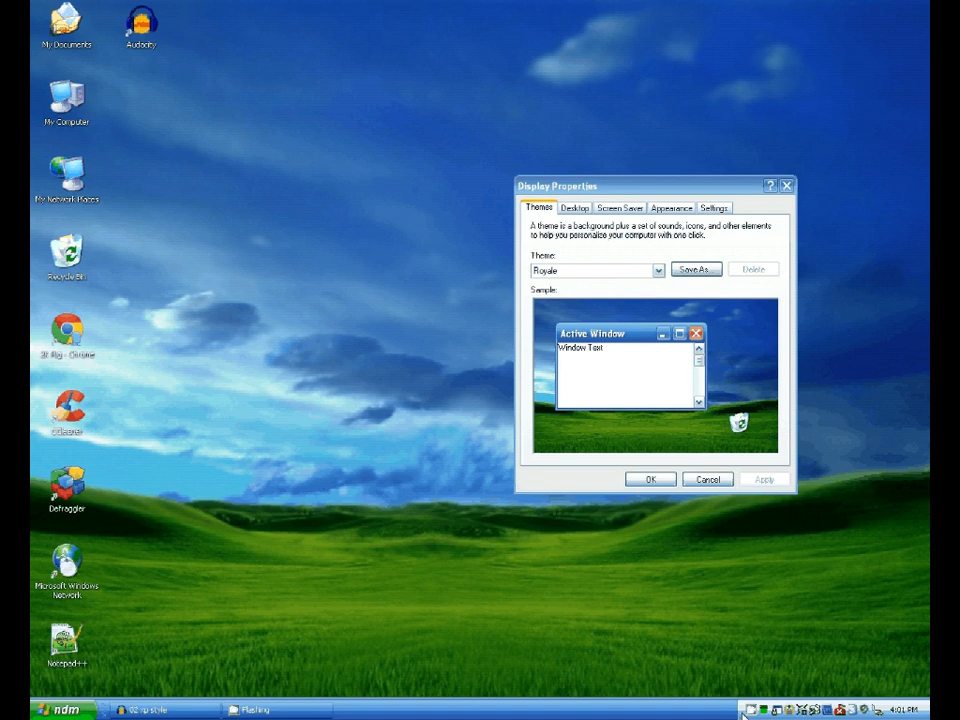 My Documents
Audacity
My Computer
My Network Places
Recycle Bin
CCleaner
Defraggler
Microsoft Windows
Network
Notepad++
Display Properties
Themes
Desktop
Screen Saver
Appearance
Settings
A theme is a background plus a set of sounds, icons, and other elements
to help you personalize your computer with one click.
Theme:
Royale
Save As...
Delete
Sample:
Active Window
Window Text
OK
Cancel
Apply
ndm
02 xp style
Flashing
4:01 PM